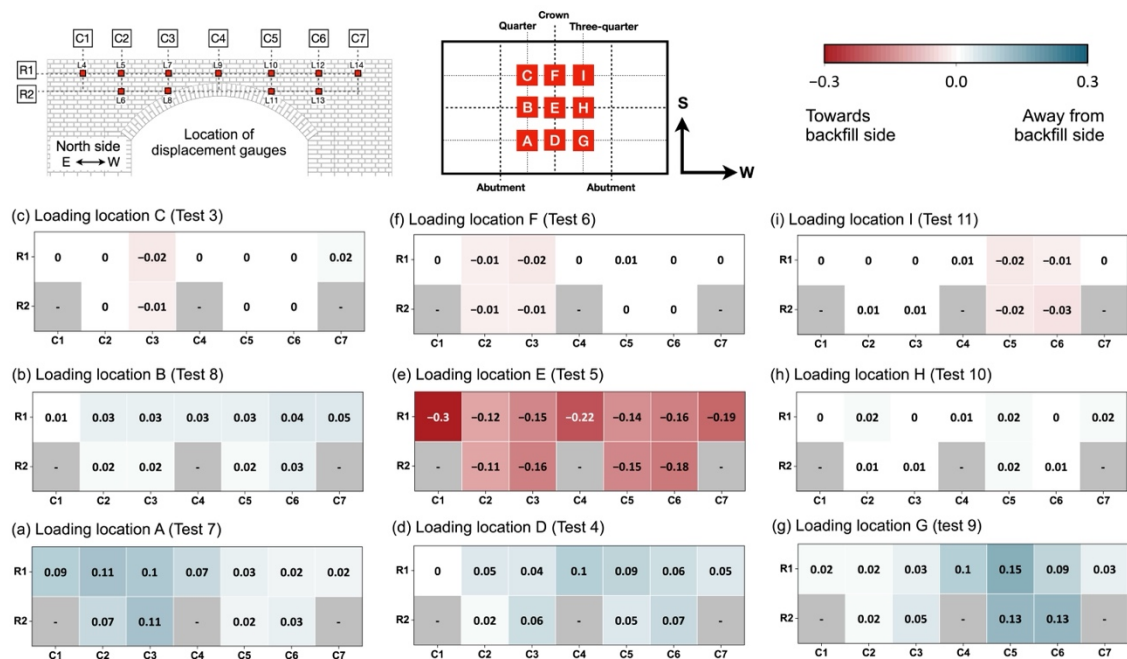 C1 C2 C3 C4 C5 C6 C7
R1
L4 L5 L7 L9 L10 L12 L14
R2
L6 L8 L11 L13
North side
E W
Location of
displacement gauges
Crown
Quarter Three-quarter
C F I
B E H
A D G
Abutment Abutment
S
W
−0.3 0.0 0.3
Towards
backfill side
Away from
backfill side
(c) Loading location C (Test 3)
R1 0 0 −0.02 0 0 0 0.02
R2 - 0 −0.01 - 0 0 -
C1 C2 C3 C4 C5 C6 C7
(f) Loading location F (Test 6)
R1 0 −0.01 −0.02 0 0.01 0 0
R2 - −0.01 −0.01 - 0 0 -
C1 C2 C3 C4 C5 C6 C7
(i) Loading location I (Test 11)
R1 0 0 0 0.01 −0.02 −0.01 0
R2 - 0.01 0.01 - −0.02 −0.03 -
C1 C2 C3 C4 C5 C6 C7
(b) Loading location B (Test 8)
R1 0.01 0.03 0.03 0.03 0.03 0.04 0.05
R2 - 0.02 0.02 - 0.02 0.03 -
C1 C2 C3 C4 C5 C6 C7
(e) Loading location E (Test 5)
R1 −0.3 −0.12 −0.15 −0.22 −0.14 −0.16 −0.19
R2 - −0.11 −0.16 - −0.15 −0.18 -
C1 C2 C3 C4 C5 C6 C7
(h) Loading location H (Test 10)
R1 0 0.02 0 0.01 0.02 0 0.02
R2 - 0.01 0.01 - 0.02 0.01 -
C1 C2 C3 C4 C5 C6 C7
(a) Loading location A (Test 7)
R1 0.09 0.11 0.1 0.07 0.03 0.02 0.02
R2 - 0.07 0.11 - 0.02 0.03 -
C1 C2 C3 C4 C5 C6 C7
(d) Loading location D (Test 4)
R1 0 0.05 0.04 0.1 0.09 0.06 0.05
R2 - 0.02 0.06 - 0.05 0.07 -
C1 C2 C3 C4 C5 C6 C7
(g) Loading location G (test 9)
R1 0.02 0.02 0.03 0.1 0.15 0.09 0.03
R2 - 0.02 0.05 - 0.13 0.13 -
C1 C2 C3 C4 C5 C6 C7